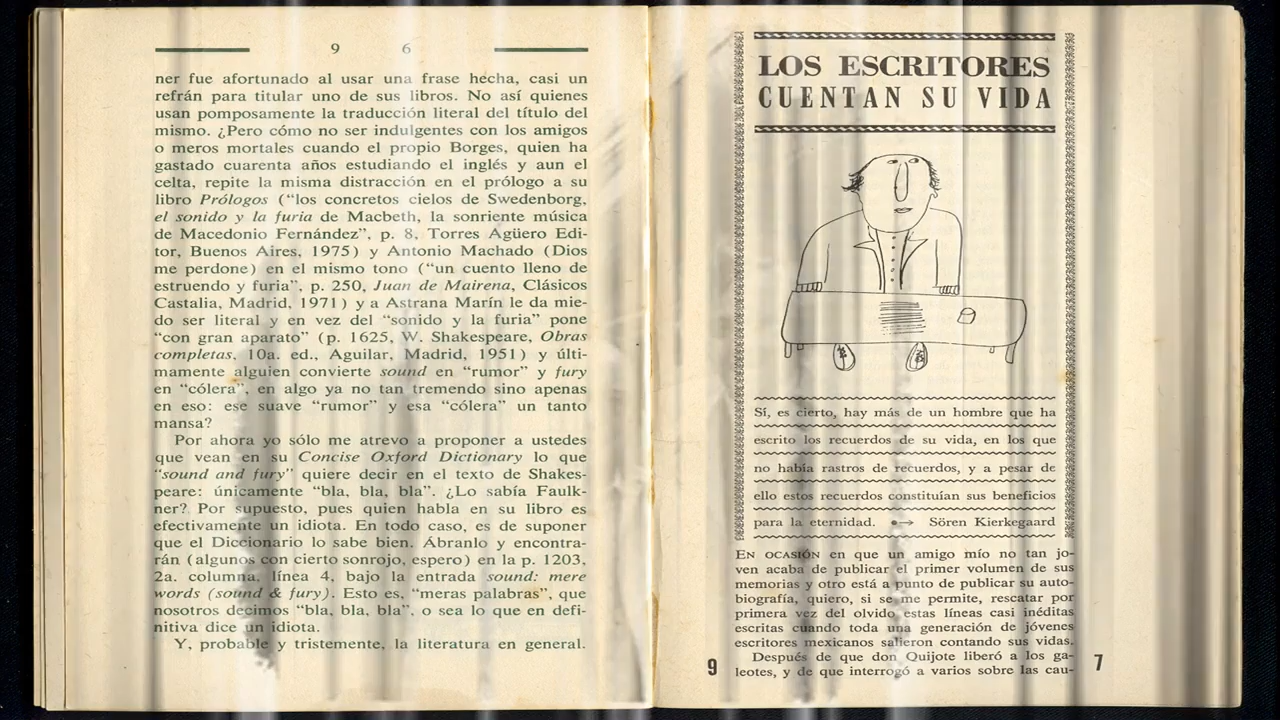 9 6
ner fue afortunado al usar una frase hecha, casi un
refrán para titular uno de sus libros. No así quienes
usan pomposamente la traducción literal del título del
mismo. ¿Pero cómo no ser indulgentes con los amigos
o meros mortales cuando el propio Borges, quien ha
gastado cuarenta años estudiando el inglés y aun el
celta, repite la misma distracción en el prólogo a su
libro Prólogos (“los concretos cielos de Swedenborg,
el sonido y la furia de Macbeth, la sonriente música
de Macedonio Fernández”, p. 8, Torres Agüero Edi-
tor, Buenos Aires, 1975) y Antonio Machado (Dios
me perdone) en el mismo tono (“un cuento lleno de
estruendo y furia”, p. 250, Juan de Mairena, Clásicos
Castalia, Madrid, 1971) y a Astrana Marín le da mie-
do ser literal y en vez del “sonido y la furia” pone
“con gran aparato” (p. 1625, W. Shakespeare, Obras
completas, 10a. ed., Aguilar, Madrid, 1951) y últi-
mamente alguien convierte sound en “rumor” y fury
en “cólera”, en algo ya no tan tremendo sino apenas
en eso: ese suave “rumor” y esa “cólera” un tanto
mansa?
Por ahora yo sólo me atrevo a proponer a ustedes
que vean en su Concise Oxford Dictionary lo que
“sound and fury” quiere decir en el texto de Shakes-
peare: únicamente “bla, bla, bla”. ¿Lo sabía Faulk-
ner? Por supuesto, pues quien habla en su libro es
efectivamente un idiota. En todo caso, es de suponer
que el Diccionario lo sabe bien. Ábranlo y encontra-
rán (algunos con cierto sonrojo, espero) en la p. 1203,
2a. columna, línea 4, bajo la entrada sound: mere
words (sound & fury). Esto es, “meras palabras”, que
nosotros decimos “bla, bla, bla”, o sea lo que en defi-
nitiva dice un idiota.
Y, probable y tristemente, la literatura en general.
LOS ESCRITORES
CUENTAN SU VIDA
Sí, es cierto, hay más de un hombre que ha
escrito los recuerdos de su vida, en los que
no había rastros de recuerdos, y a pesar de
ello estos recuerdos constituían sus beneficios
para la eternidad. •→ Sören Kierkegaard
EN OCASIÓN en que un amigo mío no tan jo-
ven acaba de publicar el primer volumen de sus
memorias y otro está a punto de publicar su auto-
biografía, quiero, si se me permite, rescatar por
primera vez del olvido estas líneas casi inéditas
escritas cuando toda una generación de jóvenes
escritores mexicanos salieron contando sus vidas.
Después de que don Quijote liberó a los ga-
leotes, y de que interrogó a varios sobre las cau-
9 7